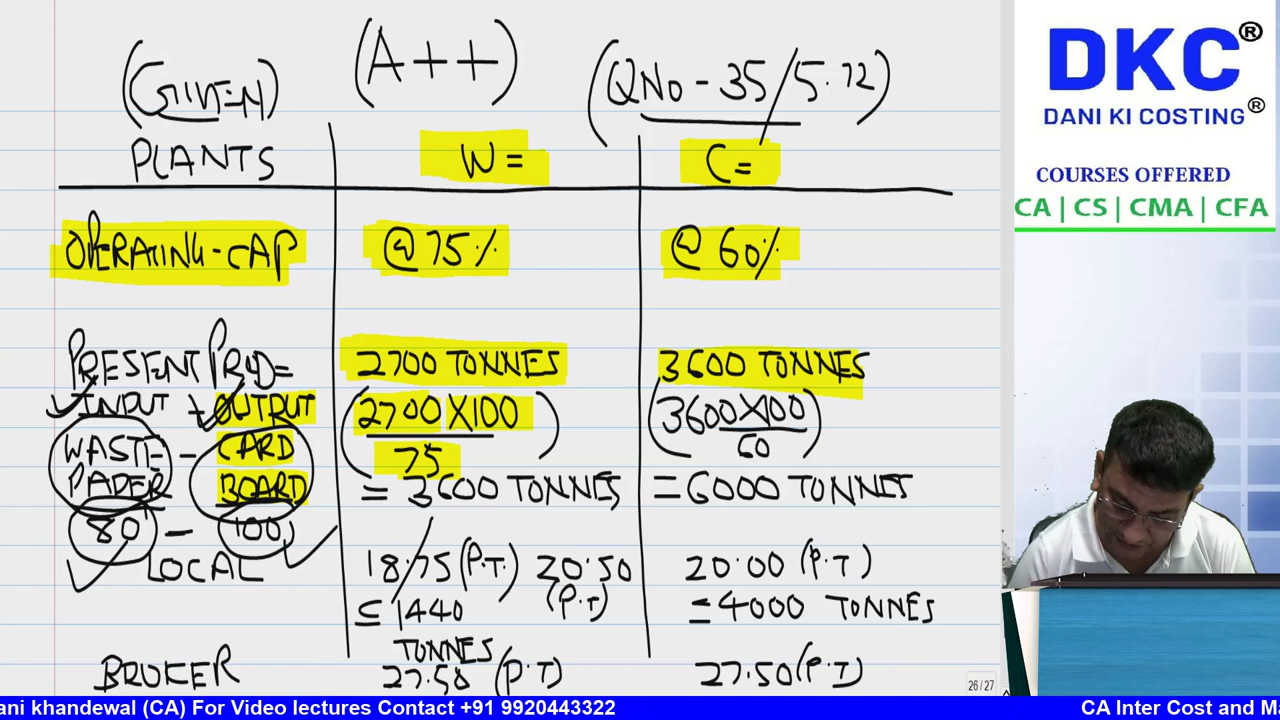 (GIVEN) (A++) (QNO - 35/5.72)
PLANTS W = C =
OPERATING - CAP @ 75% @ 60%
PRESENT PROD = 2700 TONNES 3600 TONNES
INPUT - OUTPUT (2700 X100 (3600X100)
WASTE - CARD 75) 60
PAPER BOARD = 3600 TONNES = 6000 TONNES
80 - 100
LOCAL 18.75 (P.T.) 20.50 (P.T) 20.00 (P.T)
≤ 1440 TONNES = 4000 TONNES
BROKER 27.50 (P.T) 27.50 (P.T)
26 / 27
DKC®
DANI KI COSTING®
COURSES OFFERED
CA | CS | CMA | CFA
ani khandewal (CA) For Video lectures Contact +91 9920443322 CA Inter Cost and Ma